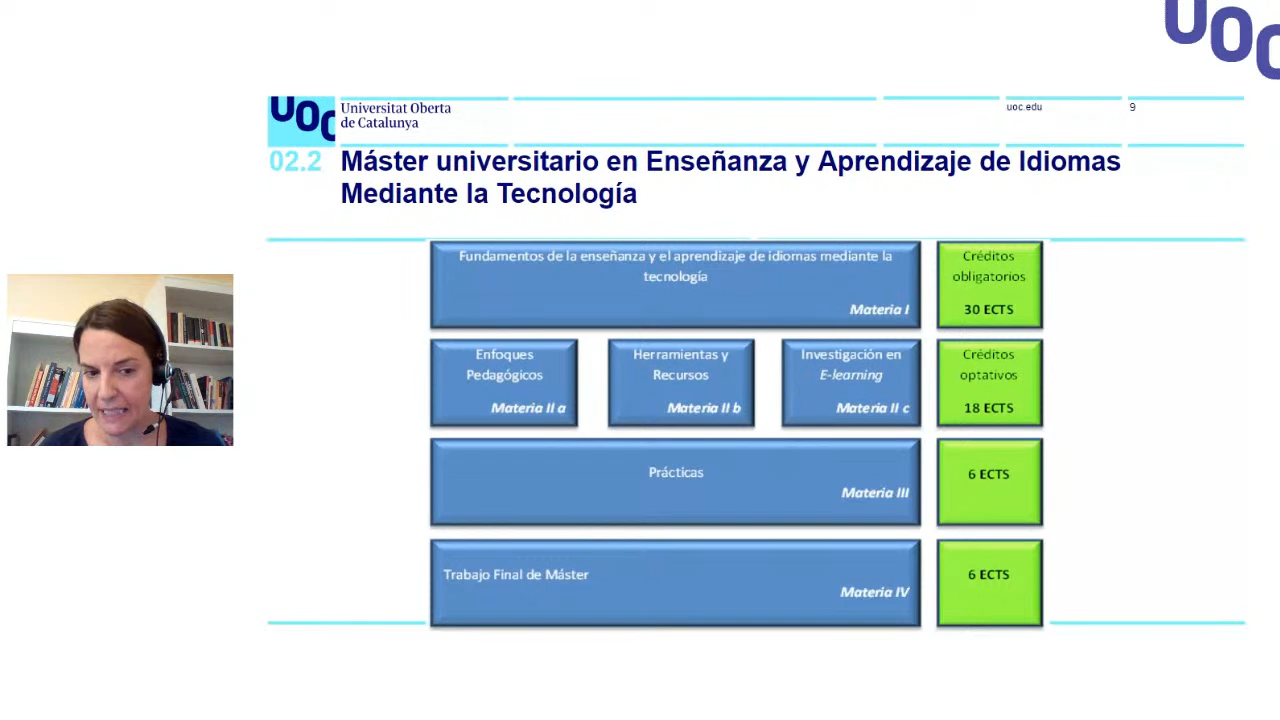 UOC
UOC
Universitat Oberta
de Catalunya
uoc.edu
9
02.2
Máster universitario en Enseñanza y Aprendizaje de Idiomas
Mediante la Tecnología
Fundamentos de la enseñanza y el aprendizaje de idiomas mediante la
tecnología
Materia I
Créditos
obligatorios
30 ECTS
Enfoques
Pedagógicos
Materia II a
Herramientas y
Recursos
Materia II b
Investigación en
E-learning
Materia II c
Créditos
optativos
18 ECTS
Prácticas
Materia III
6 ECTS
Trabajo Final de Máster
Materia IV
6 ECTS